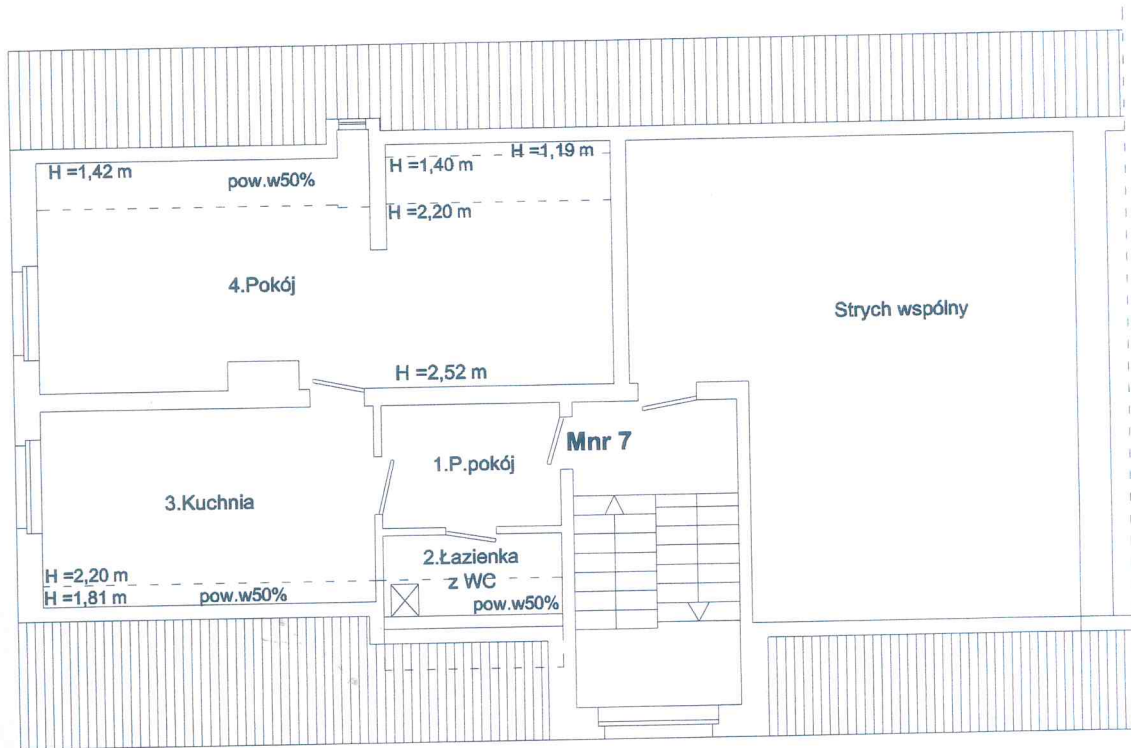 H =1,42 m
pow.w50%
H =1,40 m
H =1,19 m
H =2,20 m
4.Pokój
Strych wspólny
H =2,52 m
Mnr 7
1.P.pokój
3.Kuchnia
2.Łazienka
z WC
pow.w50%
H =2,20 m
H =1,81 m
pow.w50%